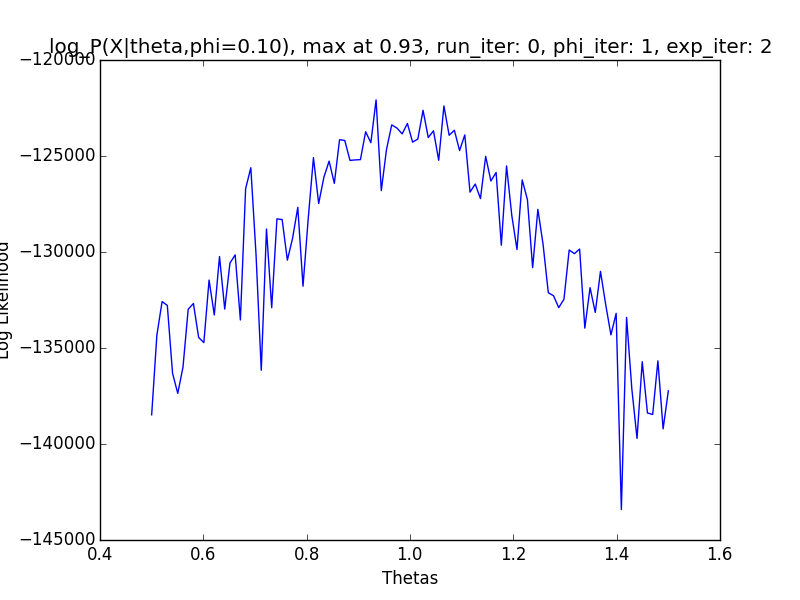 log_P(X|theta,phi=0.10), max at 0.93, run_iter: 0, phi_iter: 1, exp_iter: 2
−120000
−125000
−130000
−135000
−140000
−145000
Log Likelihood
0.4 0.6 0.8 1.0 1.2 1.4 1.6
Thetas